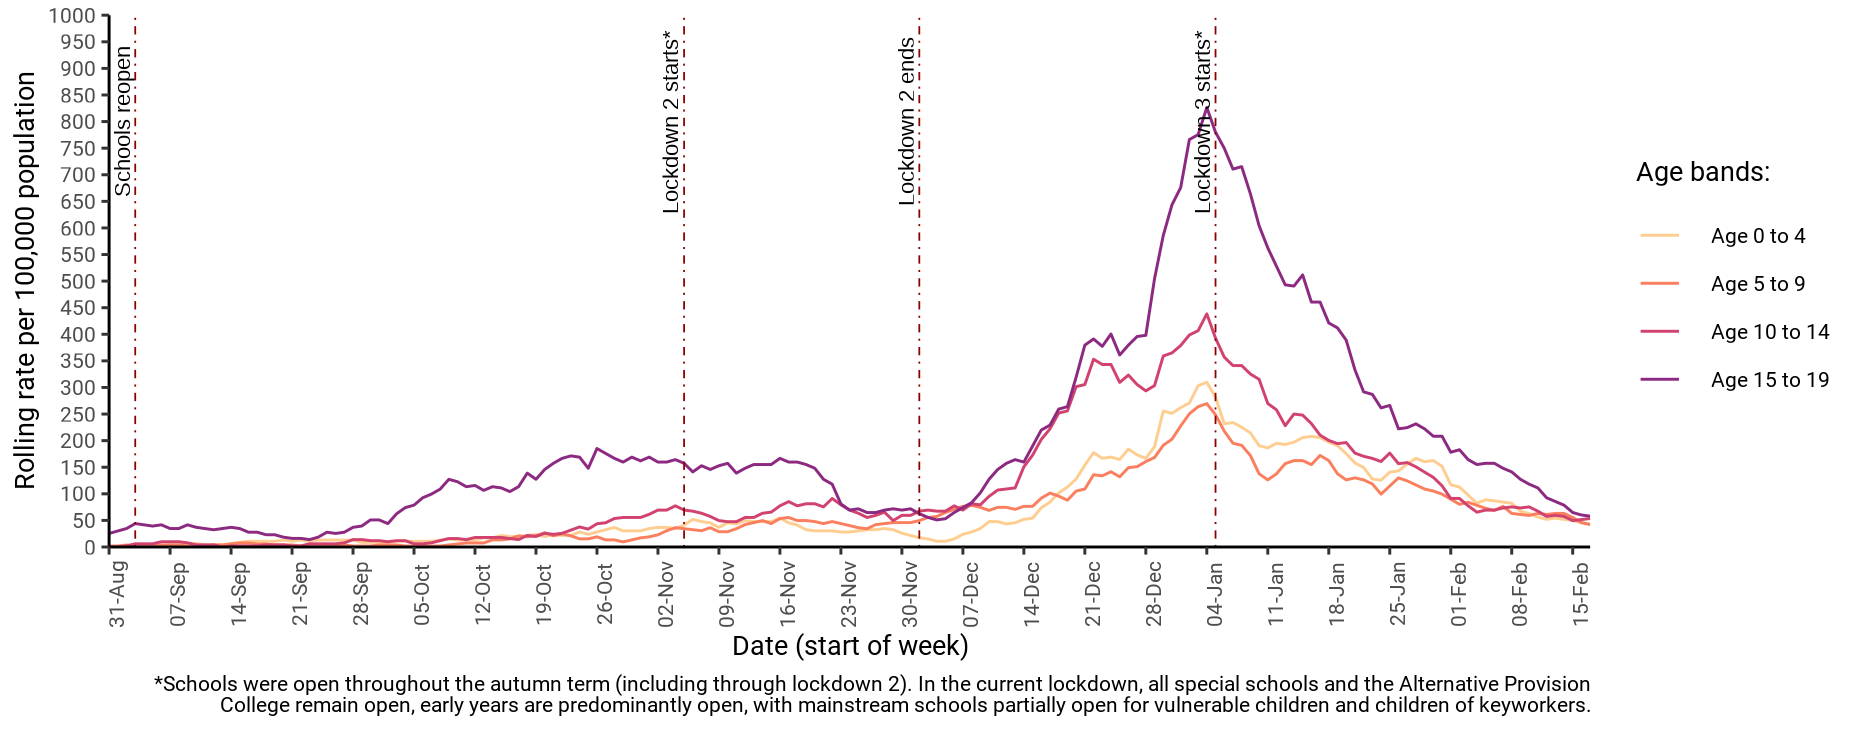 1000
950
900
850
800
750
700
650
600
550
500
450
400
350
300
250
200
150
100
50
0
Rolling rate per 100,000 population
Schools reopen
Lockdown 2 starts*
Lockdown 2 ends
Lockdown 3 starts*
31-Aug
07-Sep
14-Sep
21-Sep
28-Sep
05-Oct
12-Oct
19-Oct
26-Oct
02-Nov
09-Nov
16-Nov
23-Nov
30-Nov
07-Dec
14-Dec
21-Dec
28-Dec
04-Jan
11-Jan
18-Jan
25-Jan
01-Feb
08-Feb
15-Feb
Date (start of week)
Age bands:
Age 0 to 4
Age 5 to 9
Age 10 to 14
Age 15 to 19
*Schools were open throughout the autumn term (including through lockdown 2). In the current lockdown, all special schools and the Alternative Provision
College remain open, early years are predominantly open, with mainstream schools partially open for vulnerable children and children of keyworkers.